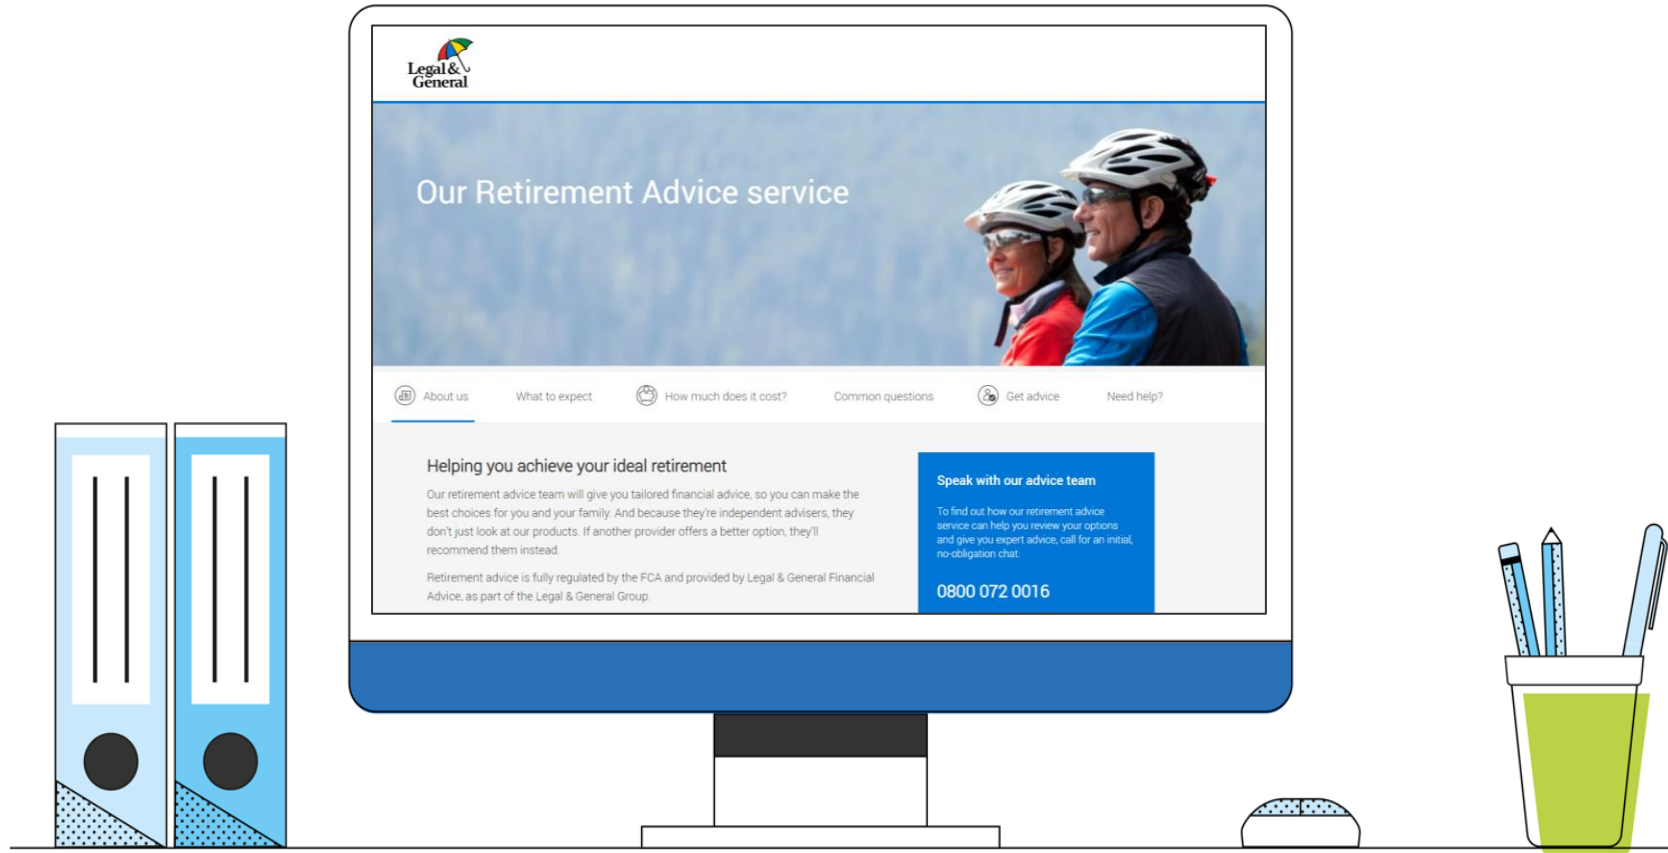 Legal &
General
Our Retirement Advice service
About us
What to expect
How much does it cost?
Common questions
Get advice
Need help?
Helping you achieve your ideal retirement
Our retirement advice team will give you tailored financial advice, so you can make the
best choices for you and your family. And because they're independent advisers, they
don't just look at our products. If another provider offers a better option, they'll
recommend them instead.
Retirement advice is fully regulated by the FCA and provided by Legal & General Financial
Advice, as part of the Legal & General Group.
Speak with our advice team
To find out how our retirement advice
service can help you review your options
and give you expert advice, call for an initial,
no-obligation chat:
0800 072 0016